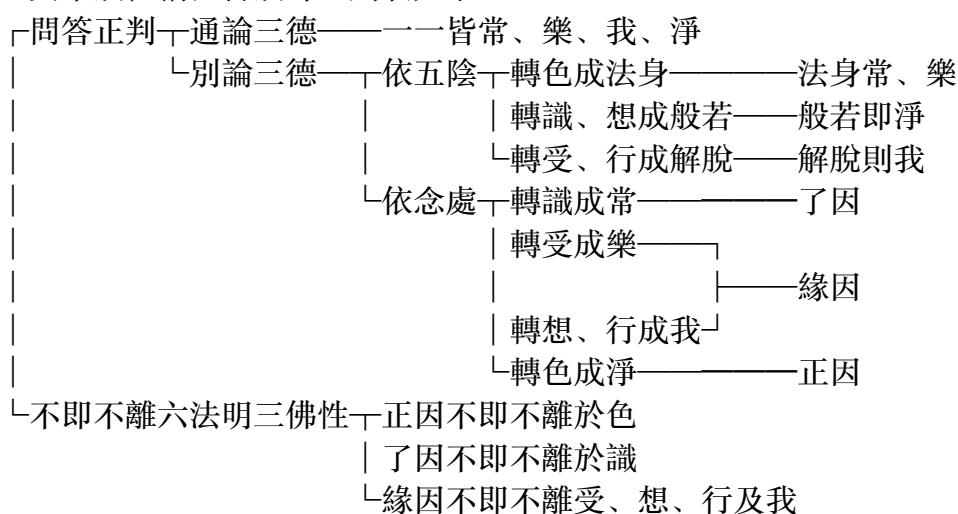 ┌問答正判┬通論三德───一一皆常、樂、我、淨
│　　　　└別論三德─┬依五陰┬轉色成法身─────法身常、樂
│　　　　　　　　　│　　　│轉識、想成般若──般若即淨
│　　　　　　　　　│　　　└轉受、行成解脫──解脫則我
│　　　　　　　　　└依念處┬轉識成常──────了因
│　　　　　　　　　　　　　│轉受成樂───┐
│　　　　　　　　　　　　　│　　　　　　├───緣因
│　　　　　　　　　　　　　│轉想、行成我┘
│　　　　　　　　　　　　　└轉色成淨──────正因
└不即不離六法明三佛性┬正因不即不離於色
　　　　　　　　　　│了因不即不離於識
　　　　　　　　　　└緣因不即不離受、想、行及我